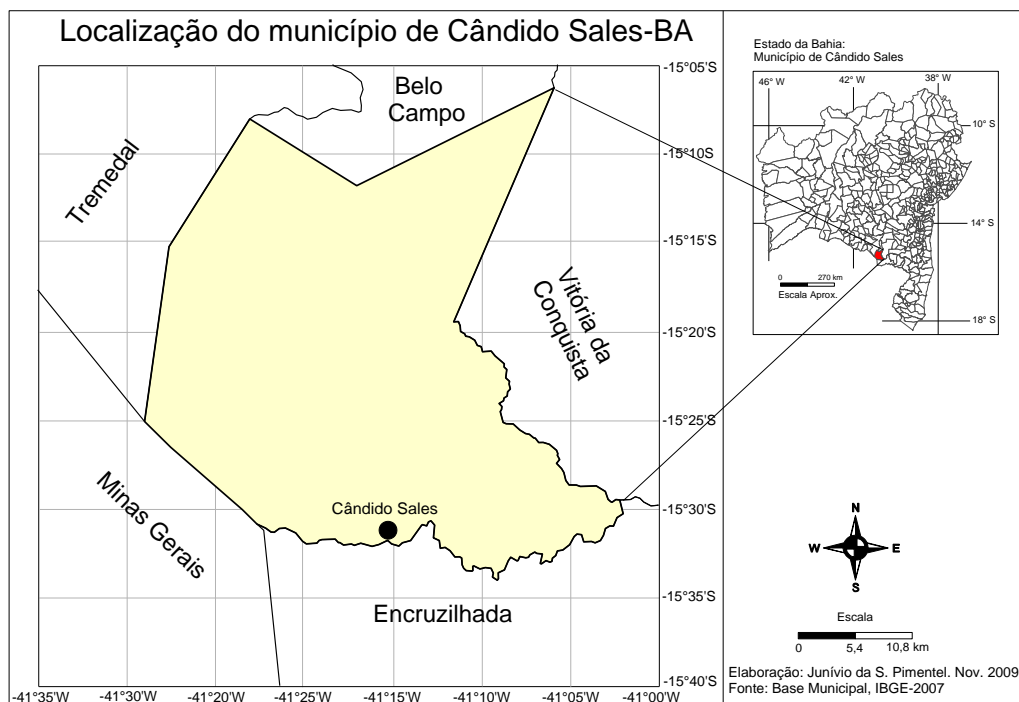 Localização do município de Cândido Sales-BA
Belo
Campo
Tremedal
Vitória da
Conquista
Minas Gerais
Cândido Sales
Encruzilhada
-15°05'S
-15°10'S
-15°15'S
-15°20'S
-15°25'S
-15°30'S
-15°35'S
-15°40'S
-41°35'W
-41°30'W
-41°25'W
-41°20'W
-41°15'W
-41°10'W
-41°05'W
-41°00'W
Estado da Bahia:
Município de Cândido Sales
46° W
42° W
38° W
10° S
14° S
18° S
0 270 km
Escala Aprox.
N
W E
S
Escala
0 5,4 10,8 km
Elaboração: Junívio da S. Pimentel. Nov. 2009
Fonte: Base Municipal, IBGE-2007